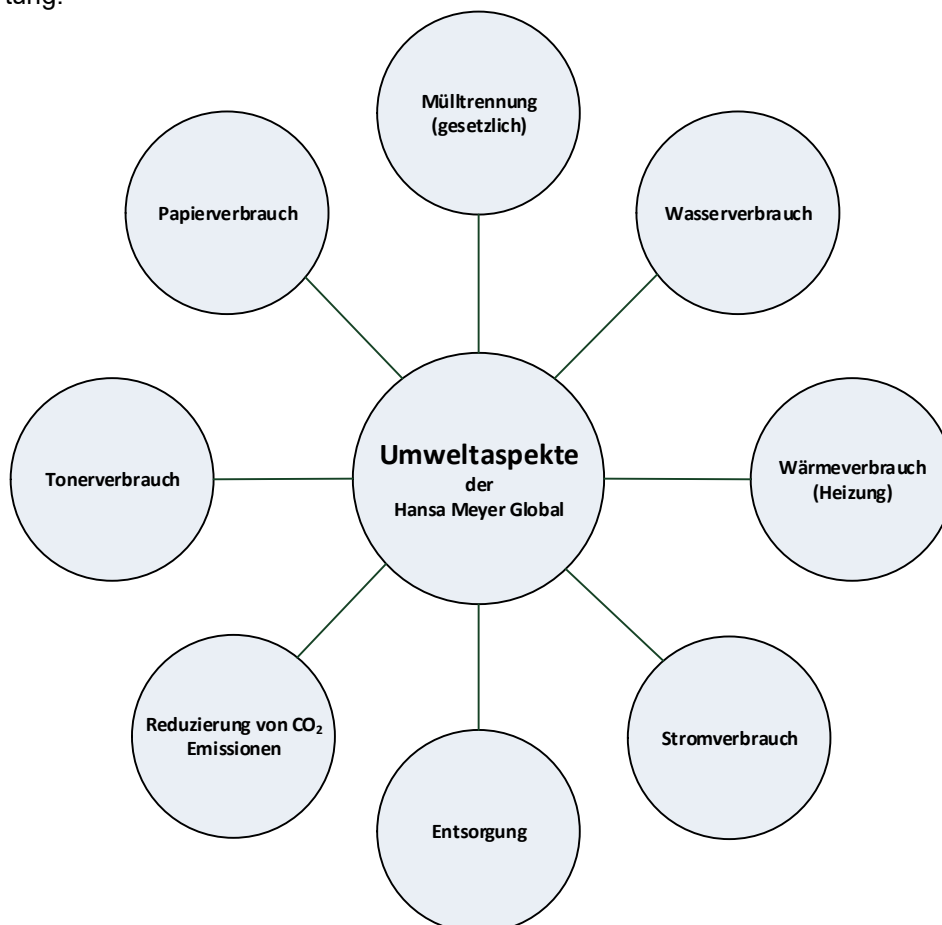 tung.
Mülltrennung
(gesetzlich)
Papierverbrauch
Wasserverbrauch
Umweltaspekte
der
Hansa Meyer Global
Tonerverbrauch
Wärmeverbrauch
(Heizung)
Reduzierung von CO₂
Emissionen
Stromverbrauch
Entsorgung